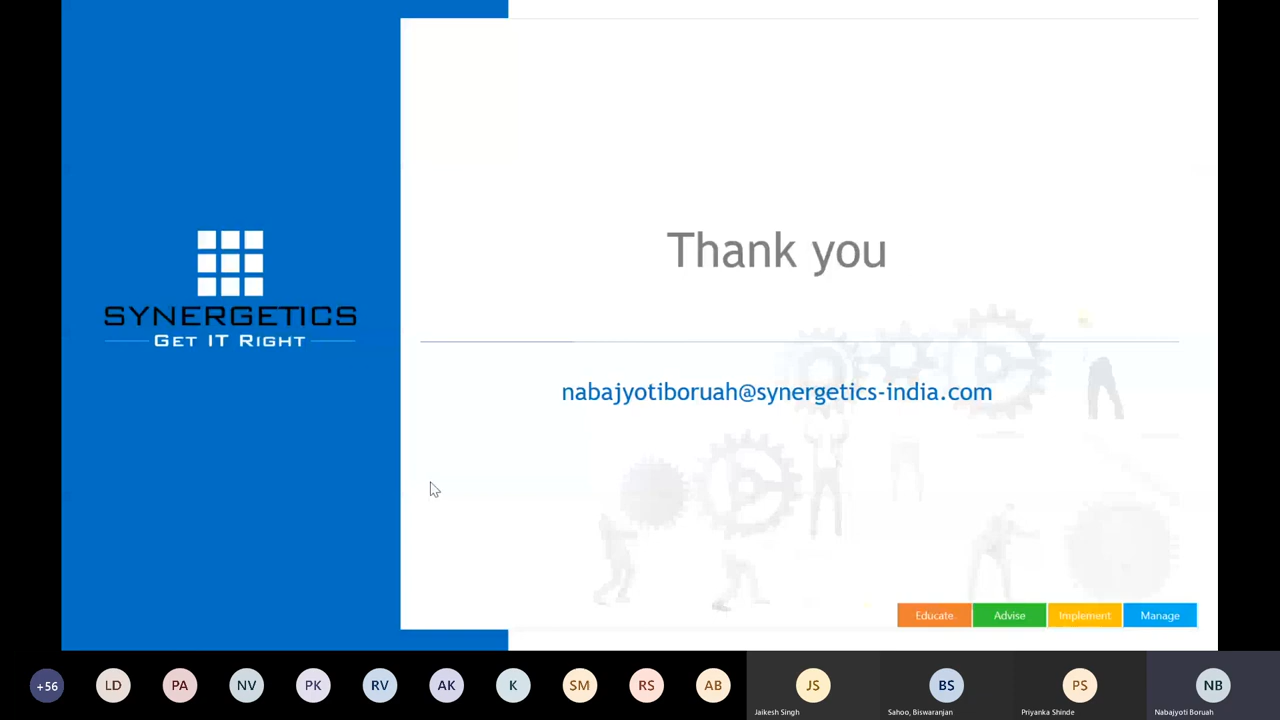 SYNERGETICS
GET IT RIGHT
Thank you
nabajyotiboruah@synergetics-india.com
Educate.
Advise
Implement
Manage
+56
LD
PA
NV
PK
RV
AK
K
SM
RS
AB
JS
BS
PS
NB
Jaikesh Singh
Sahoo, Biswaranjan
Priyanka Shinde
Nabajyoti Boruah